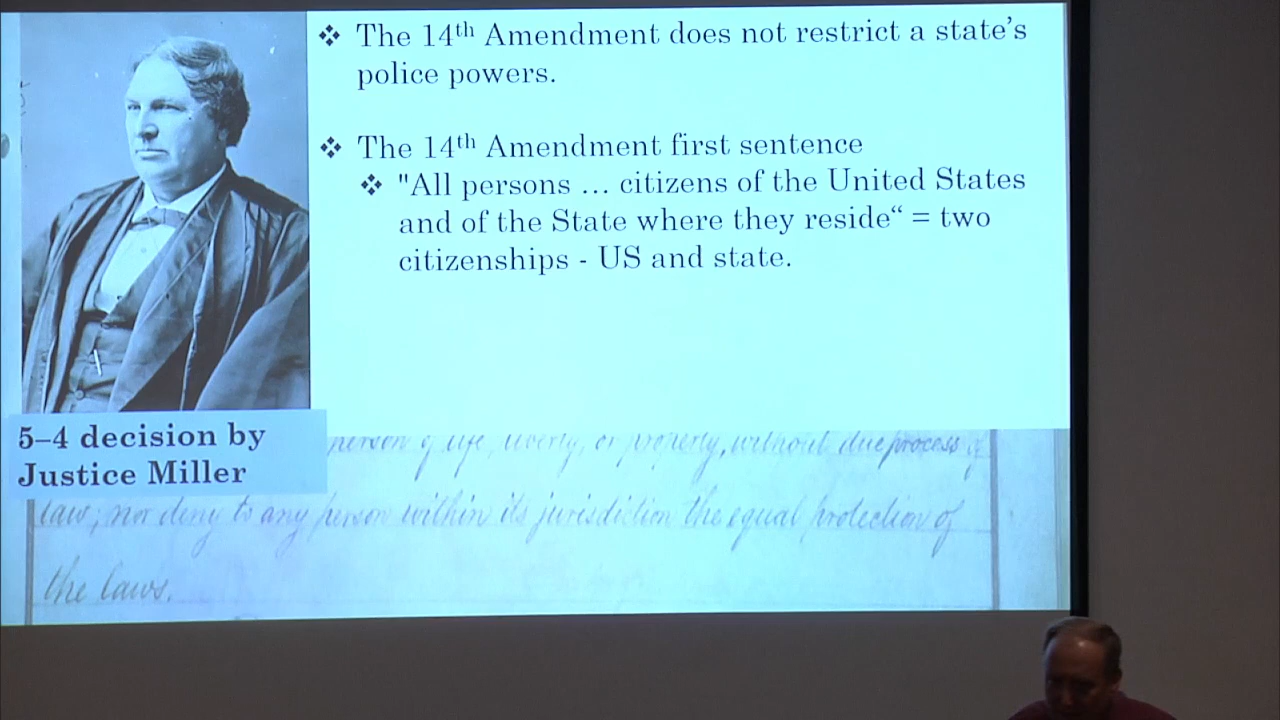 ❖ The 14th Amendment does not restrict a state's
police powers.
❖ The 14th Amendment first sentence
❖ "All persons ... citizens of the United States
and of the State where they reside“ = two
citizenships - US and state.
5–4 decision by
Justice Miller
person of life, liberty, or property, without due process of
law; nor deny to any person within its jurisdiction the equal protection of
the laws.